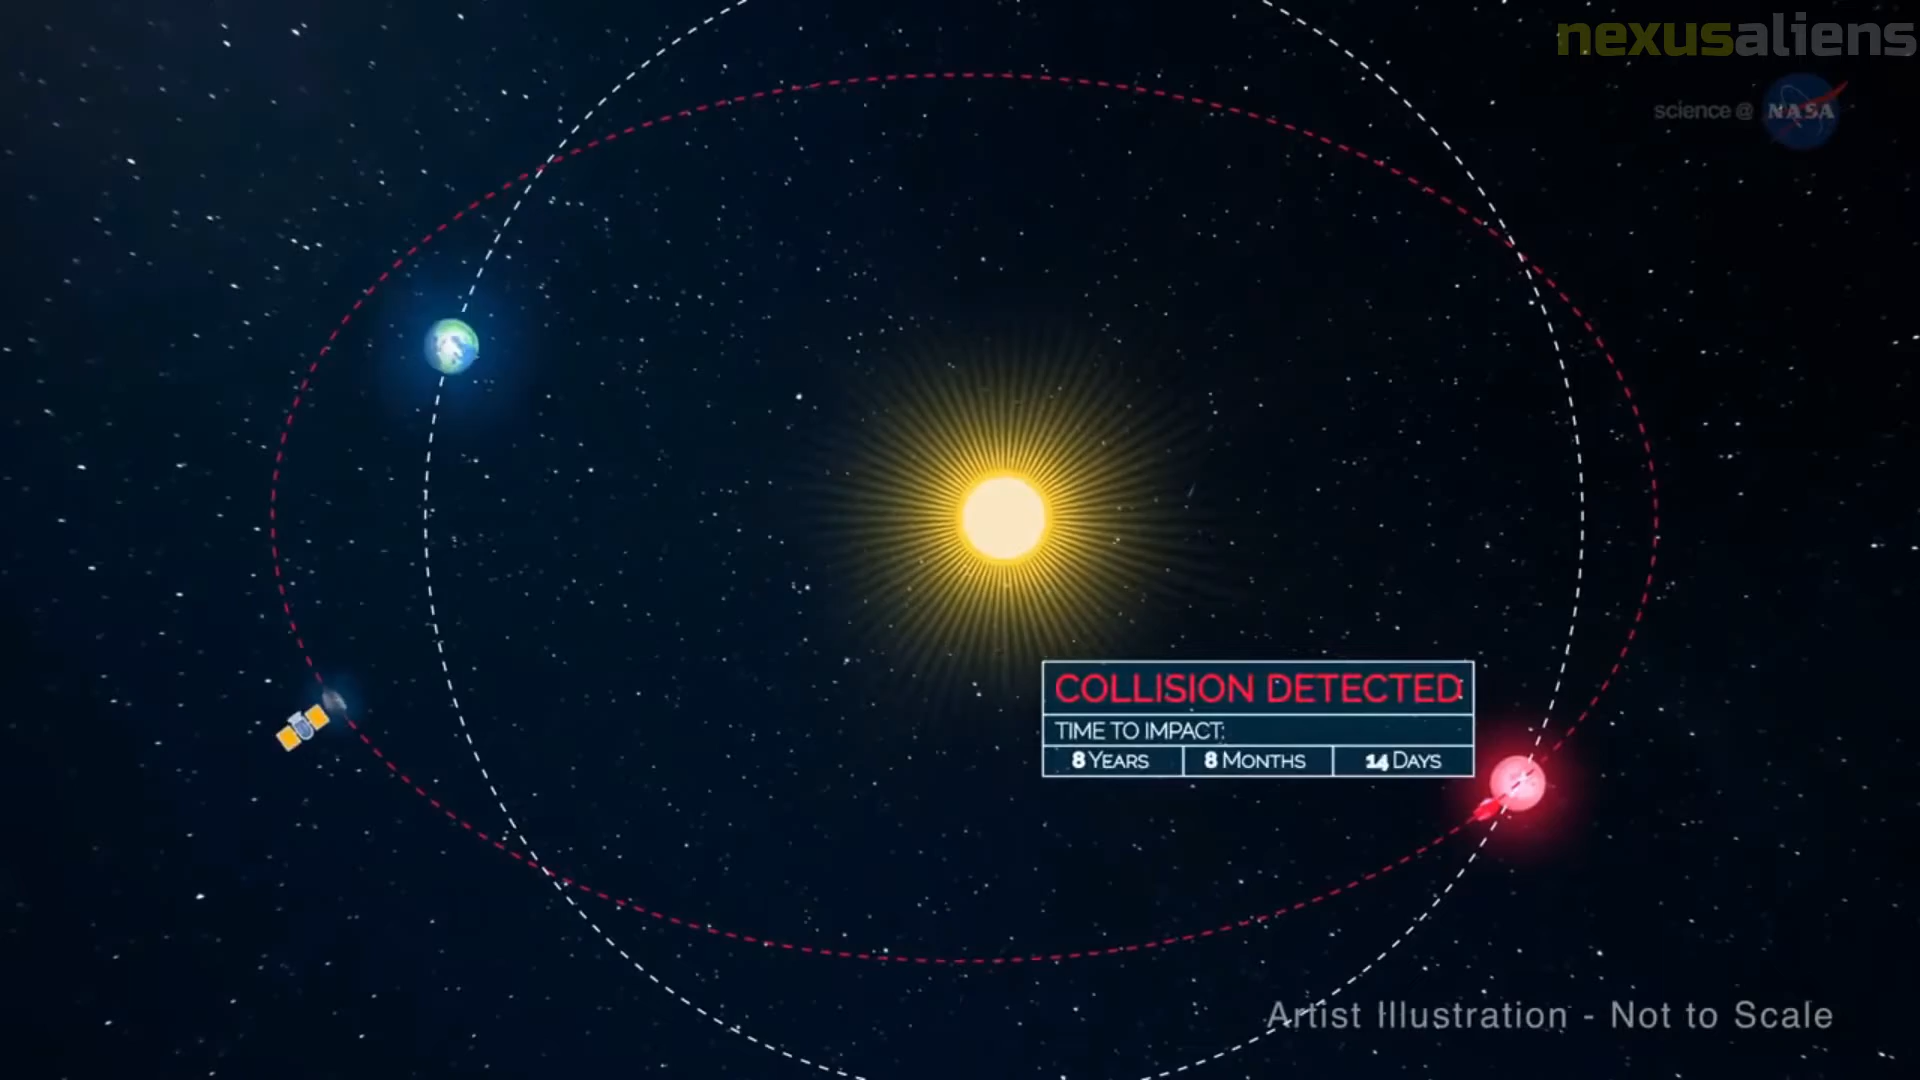 nexusaliens
science @ NASA
COLLISION DETECTED
TIME TO IMPACT:
8 YEARS 8 MONTHS 14 DAYS
Artist Illustration - Not to Scale